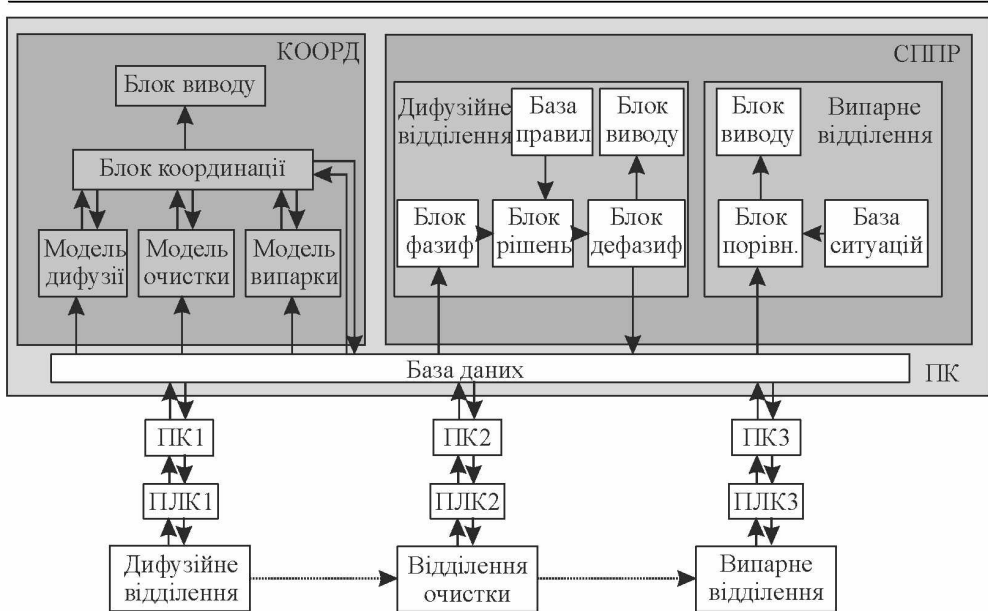 КООРД
Блок виводу
Блок координації
Модель
дифузії
Модель
очистки
Модель
випарки
СППР
Дифузійне
відділення
База
правил
Блок
виводу
Блок
фазиф
Блок
рішень
Блок
дефазиф
Блок
виводу
Випарне
відділення
Блок
порівн.
База
ситуацій
База даних
ПК
ПК1
ПК2
ПК3
ПЛК1
ПЛК2
ПЛК3
Дифузійне
відділення
Відділення
очистки
Випарне
відділення